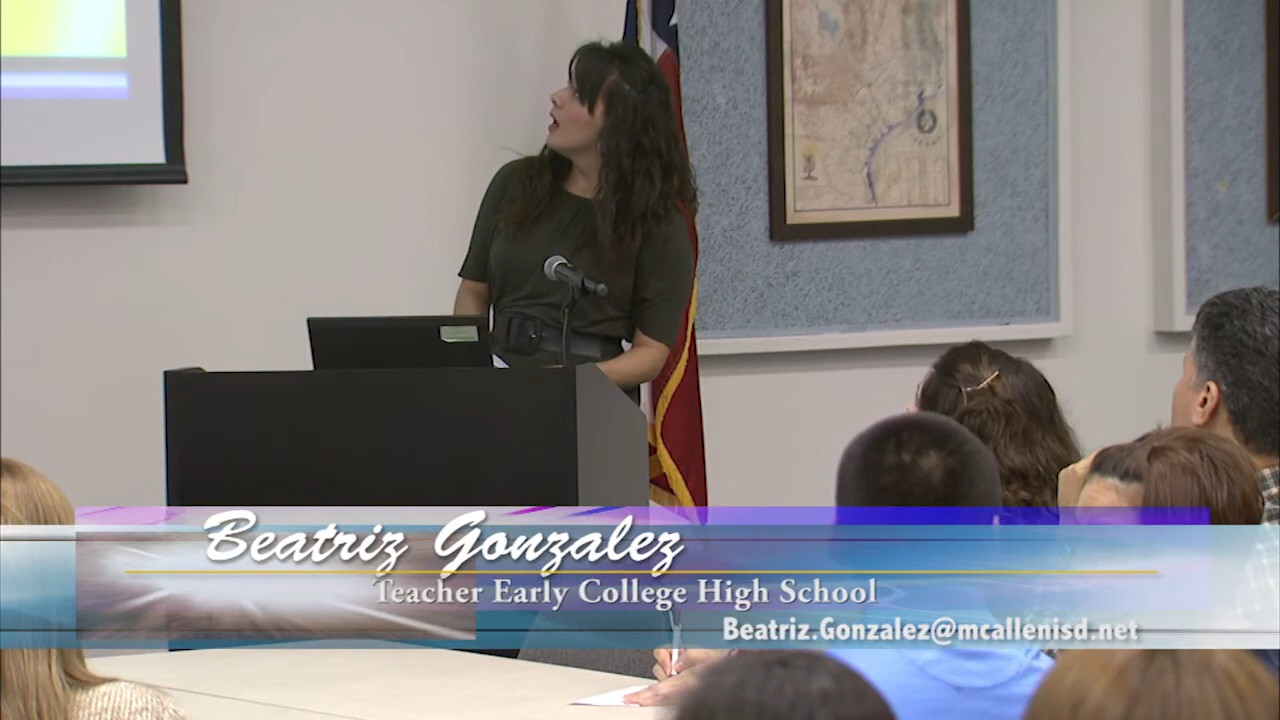 Beatriz Gonzalez
Teacher Early College High School
Beatriz.Gonzalez@mcallenisd.net